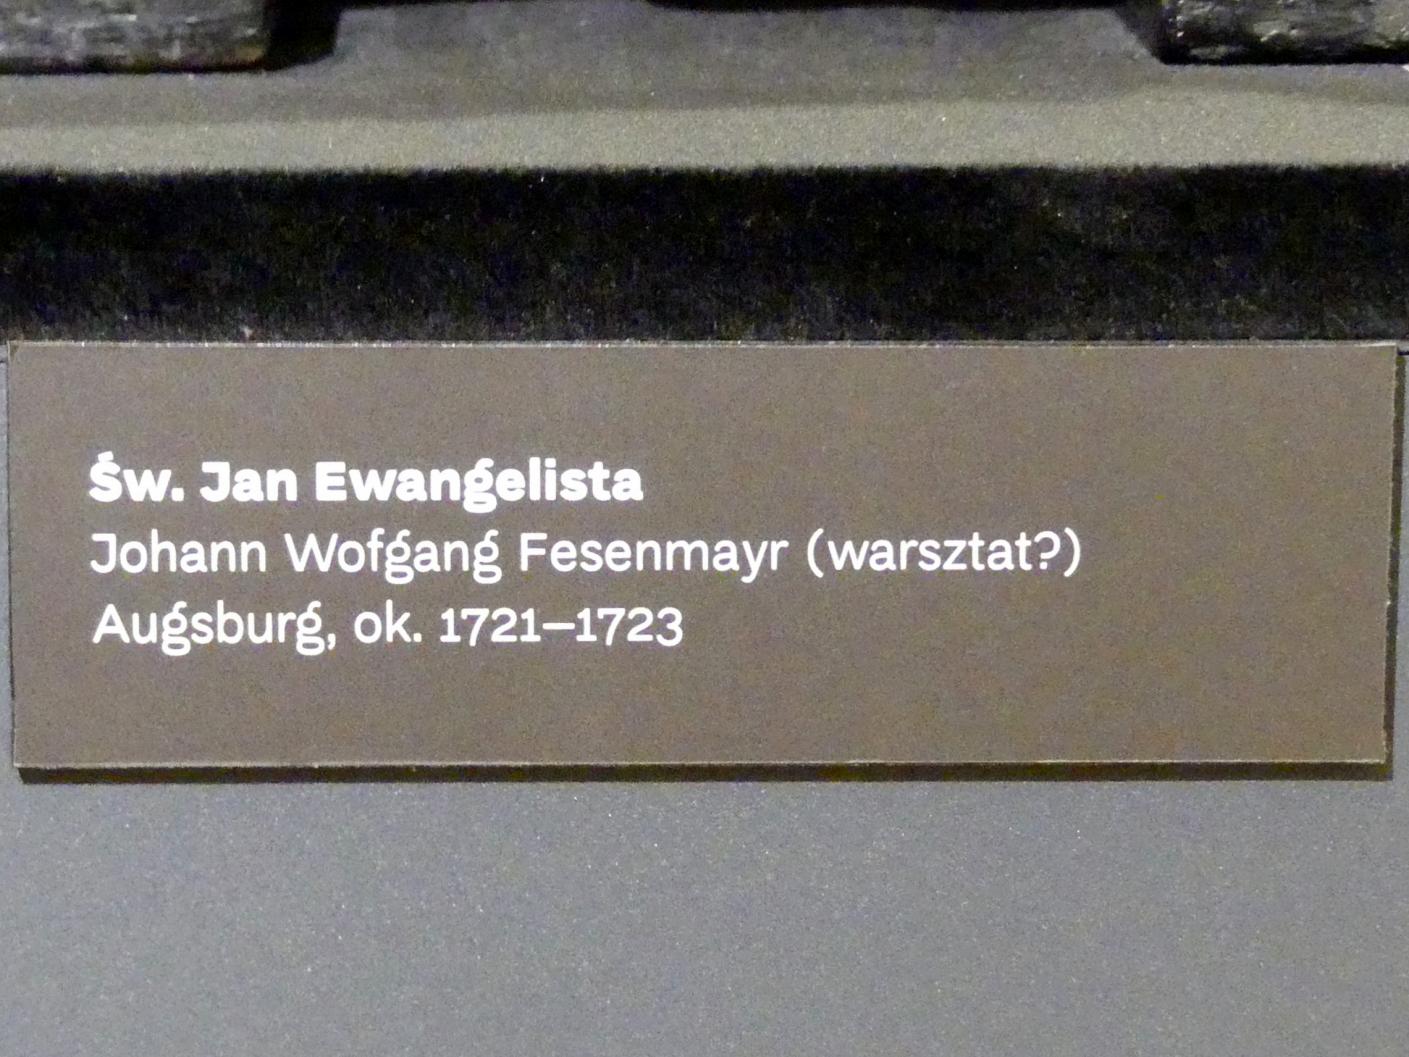 Św. Jan Ewangelista
Johann Wofgang Fesenmayr (warsztat?)
Augsburg, ok. 1721–1723